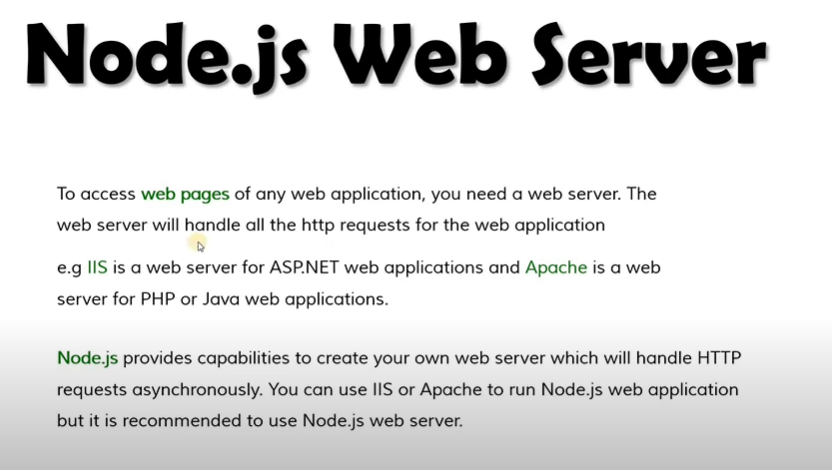 Node.js Web Server
To access web pages of any web application, you need a web server. The
web server will handle all the http requests for the web application
e.g IIS is a web server for ASP.NET web applications and Apache is a web
server for PHP or Java web applications.
Node.js provides capabilities to create your own web server which will handle HTTP
requests asynchronously. You can use IIS or Apache to run Node.js web application
but it is recommended to use Node.js web server.